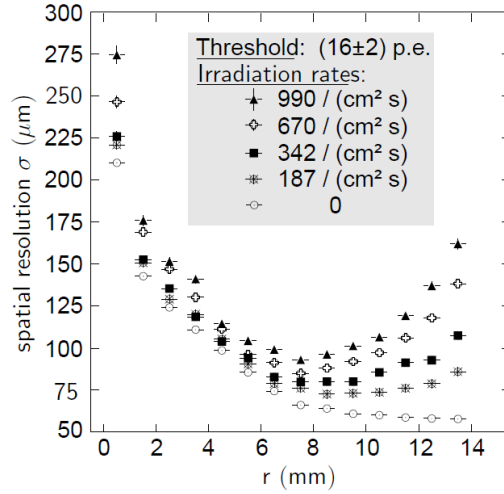 300
275
250
225
200
175
150
125
100
75
50
spatial resolution σ (μm)
Threshold: (16±2) p.e.
Irradiation rates:
990 / (cm² s)
670 / (cm² s)
342 / (cm² s)
187 / (cm² s)
0
0 2 4 6 8 10 12 14
r (mm)